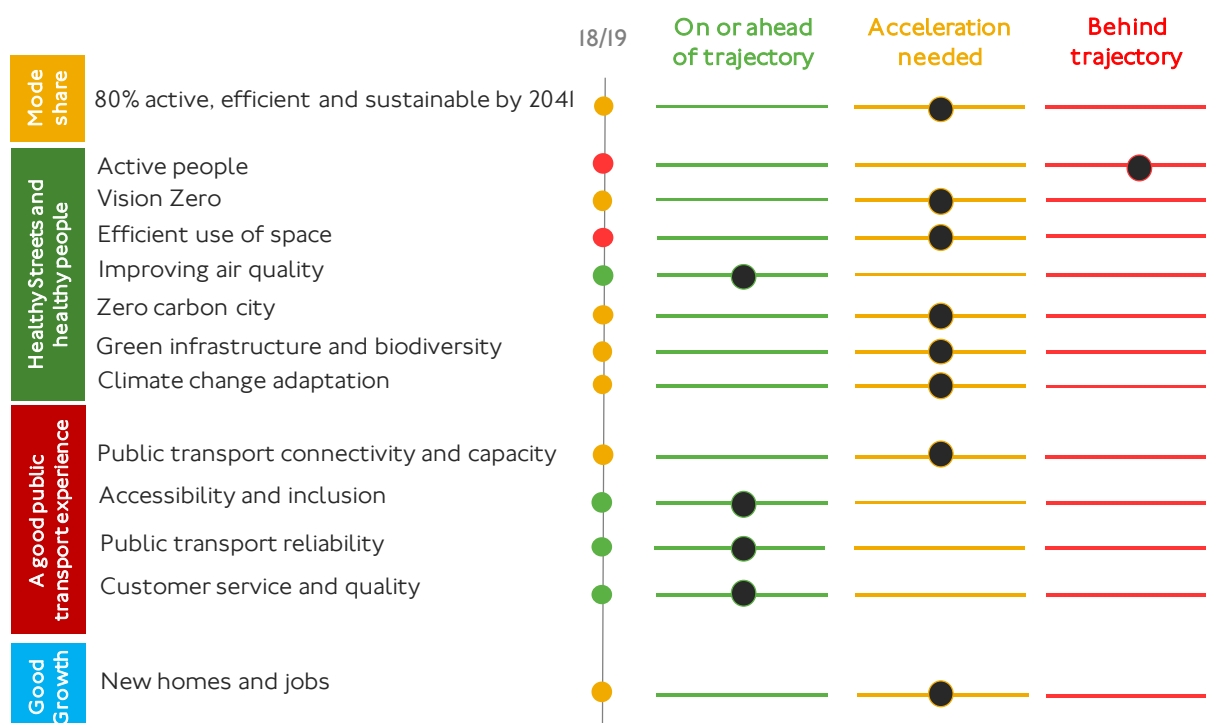 18/19
On or ahead
of trajectory
Acceleration
needed
Behind
trajectory
Mode
share
80% active, efficient and sustainable by 2041
Healthy Streets and
healthy people
Active people
Vision Zero
Efficient use of space
Improving air quality
Zero carbon city
Green infrastructure and biodiversity
Climate change adaptation
A good public
transport experience
Public transport connectivity and capacity
Accessibility and inclusion
Public transport reliability
Customer service and quality
Good
Growth
New homes and jobs